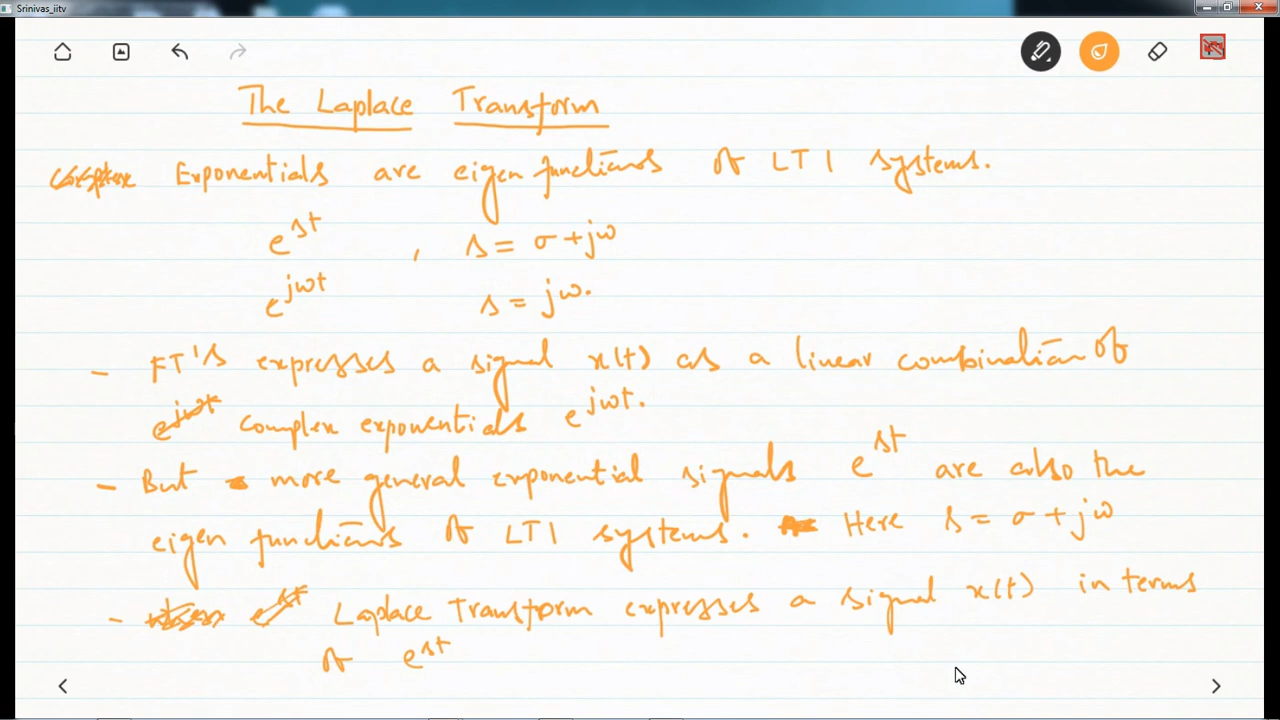 Srinivas_iitv
The Laplace Transform
Exponentials are eigen functions of LTI systems.
e^{st} , s = σ + jω
e^{jωt} s = jω.
- FT's expresses a signal x(t) as a linear combination of
e^{jωt} complex exponentials e^{jωt}.
- But more general exponential signals e^{st} are also the
eigen functions of LTI systems. Here s = σ + jω
- e^{st} Laplace Transform expresses a signal x(t) in terms
of e^{st}